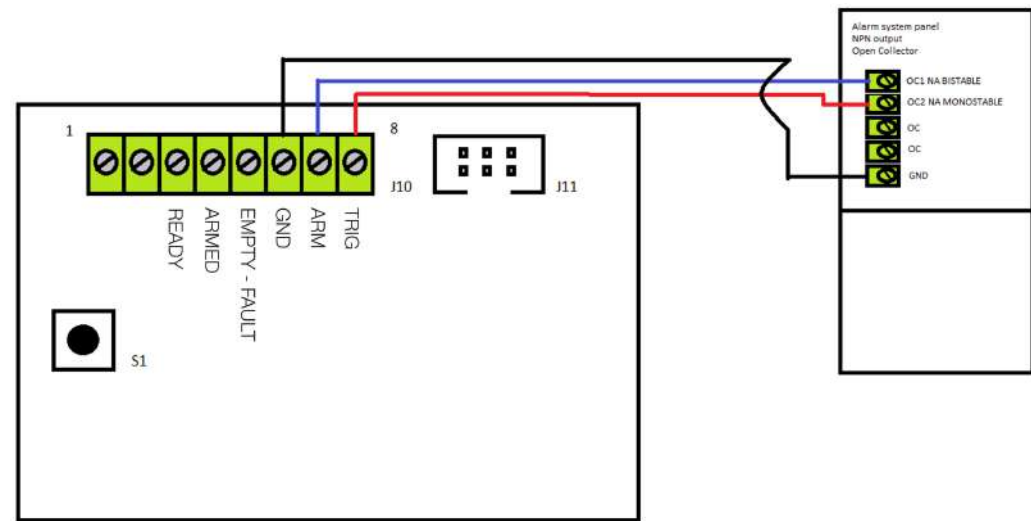 Alarm system panel
NPN output
Open Collector
OC1 NA BISTABLE
OC2 NA MONOSTABLE
OC
OC
GND
1
8
J10
J11
READY
ARMED
EMPTY - FAULT
GND
ARM
TRIG
S1